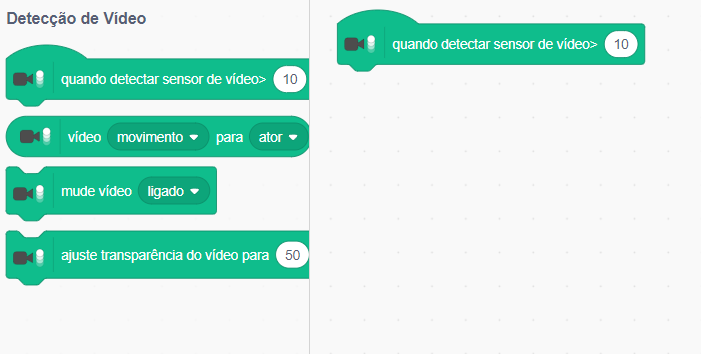 Detecção de Vídeo
quando detectar sensor de vídeo> 10
vídeo movimento para ator
mude vídeo ligado
ajuste transparência do vídeo para 50
quando detectar sensor de vídeo> 10